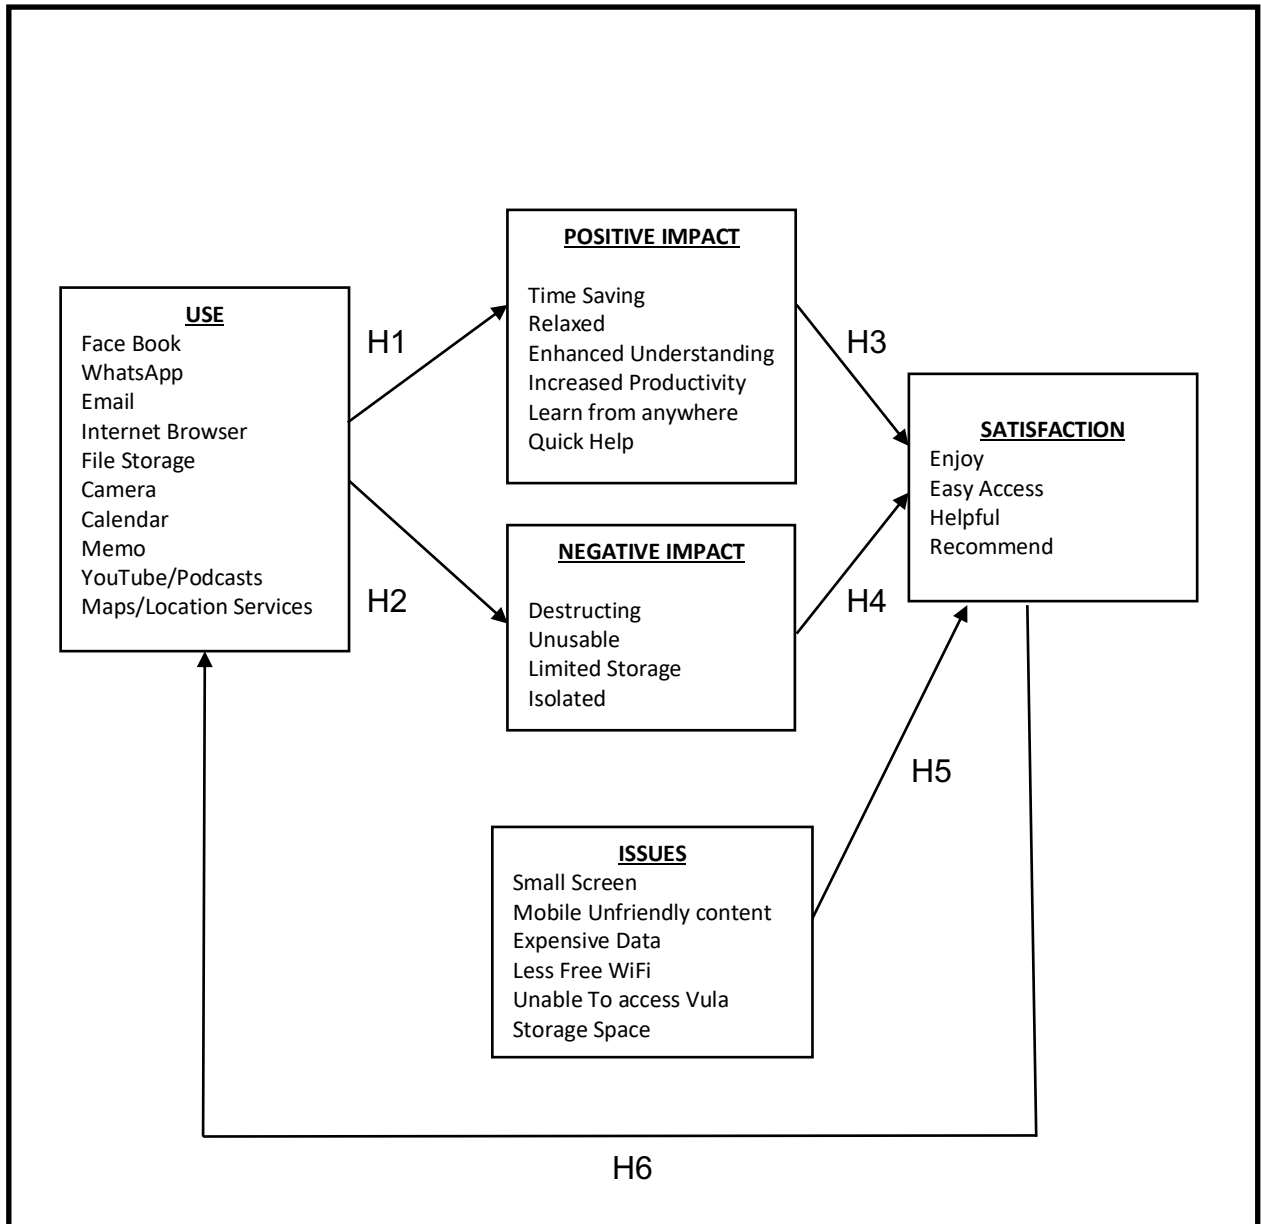 POSITIVE IMPACT
Time Saving
Relaxed
Enhanced Understanding
Increased Productivity
Learn from anywhere
Quick Help
USE
Face Book
WhatsApp
Email
Internet Browser
File Storage
Camera
Calendar
Memo
YouTube/Podcasts
Maps/Location Services
H1
H2
H3
H4
SATISFACTION
Enjoy
Easy Access
Helpful
Recommend
NEGATIVE IMPACT
Destructing
Unusable
Limited Storage
Isolated
H5
ISSUES
Small Screen
Mobile Unfriendly content
Expensive Data
Less Free WiFi
Unable To access Vula
Storage Space
H6